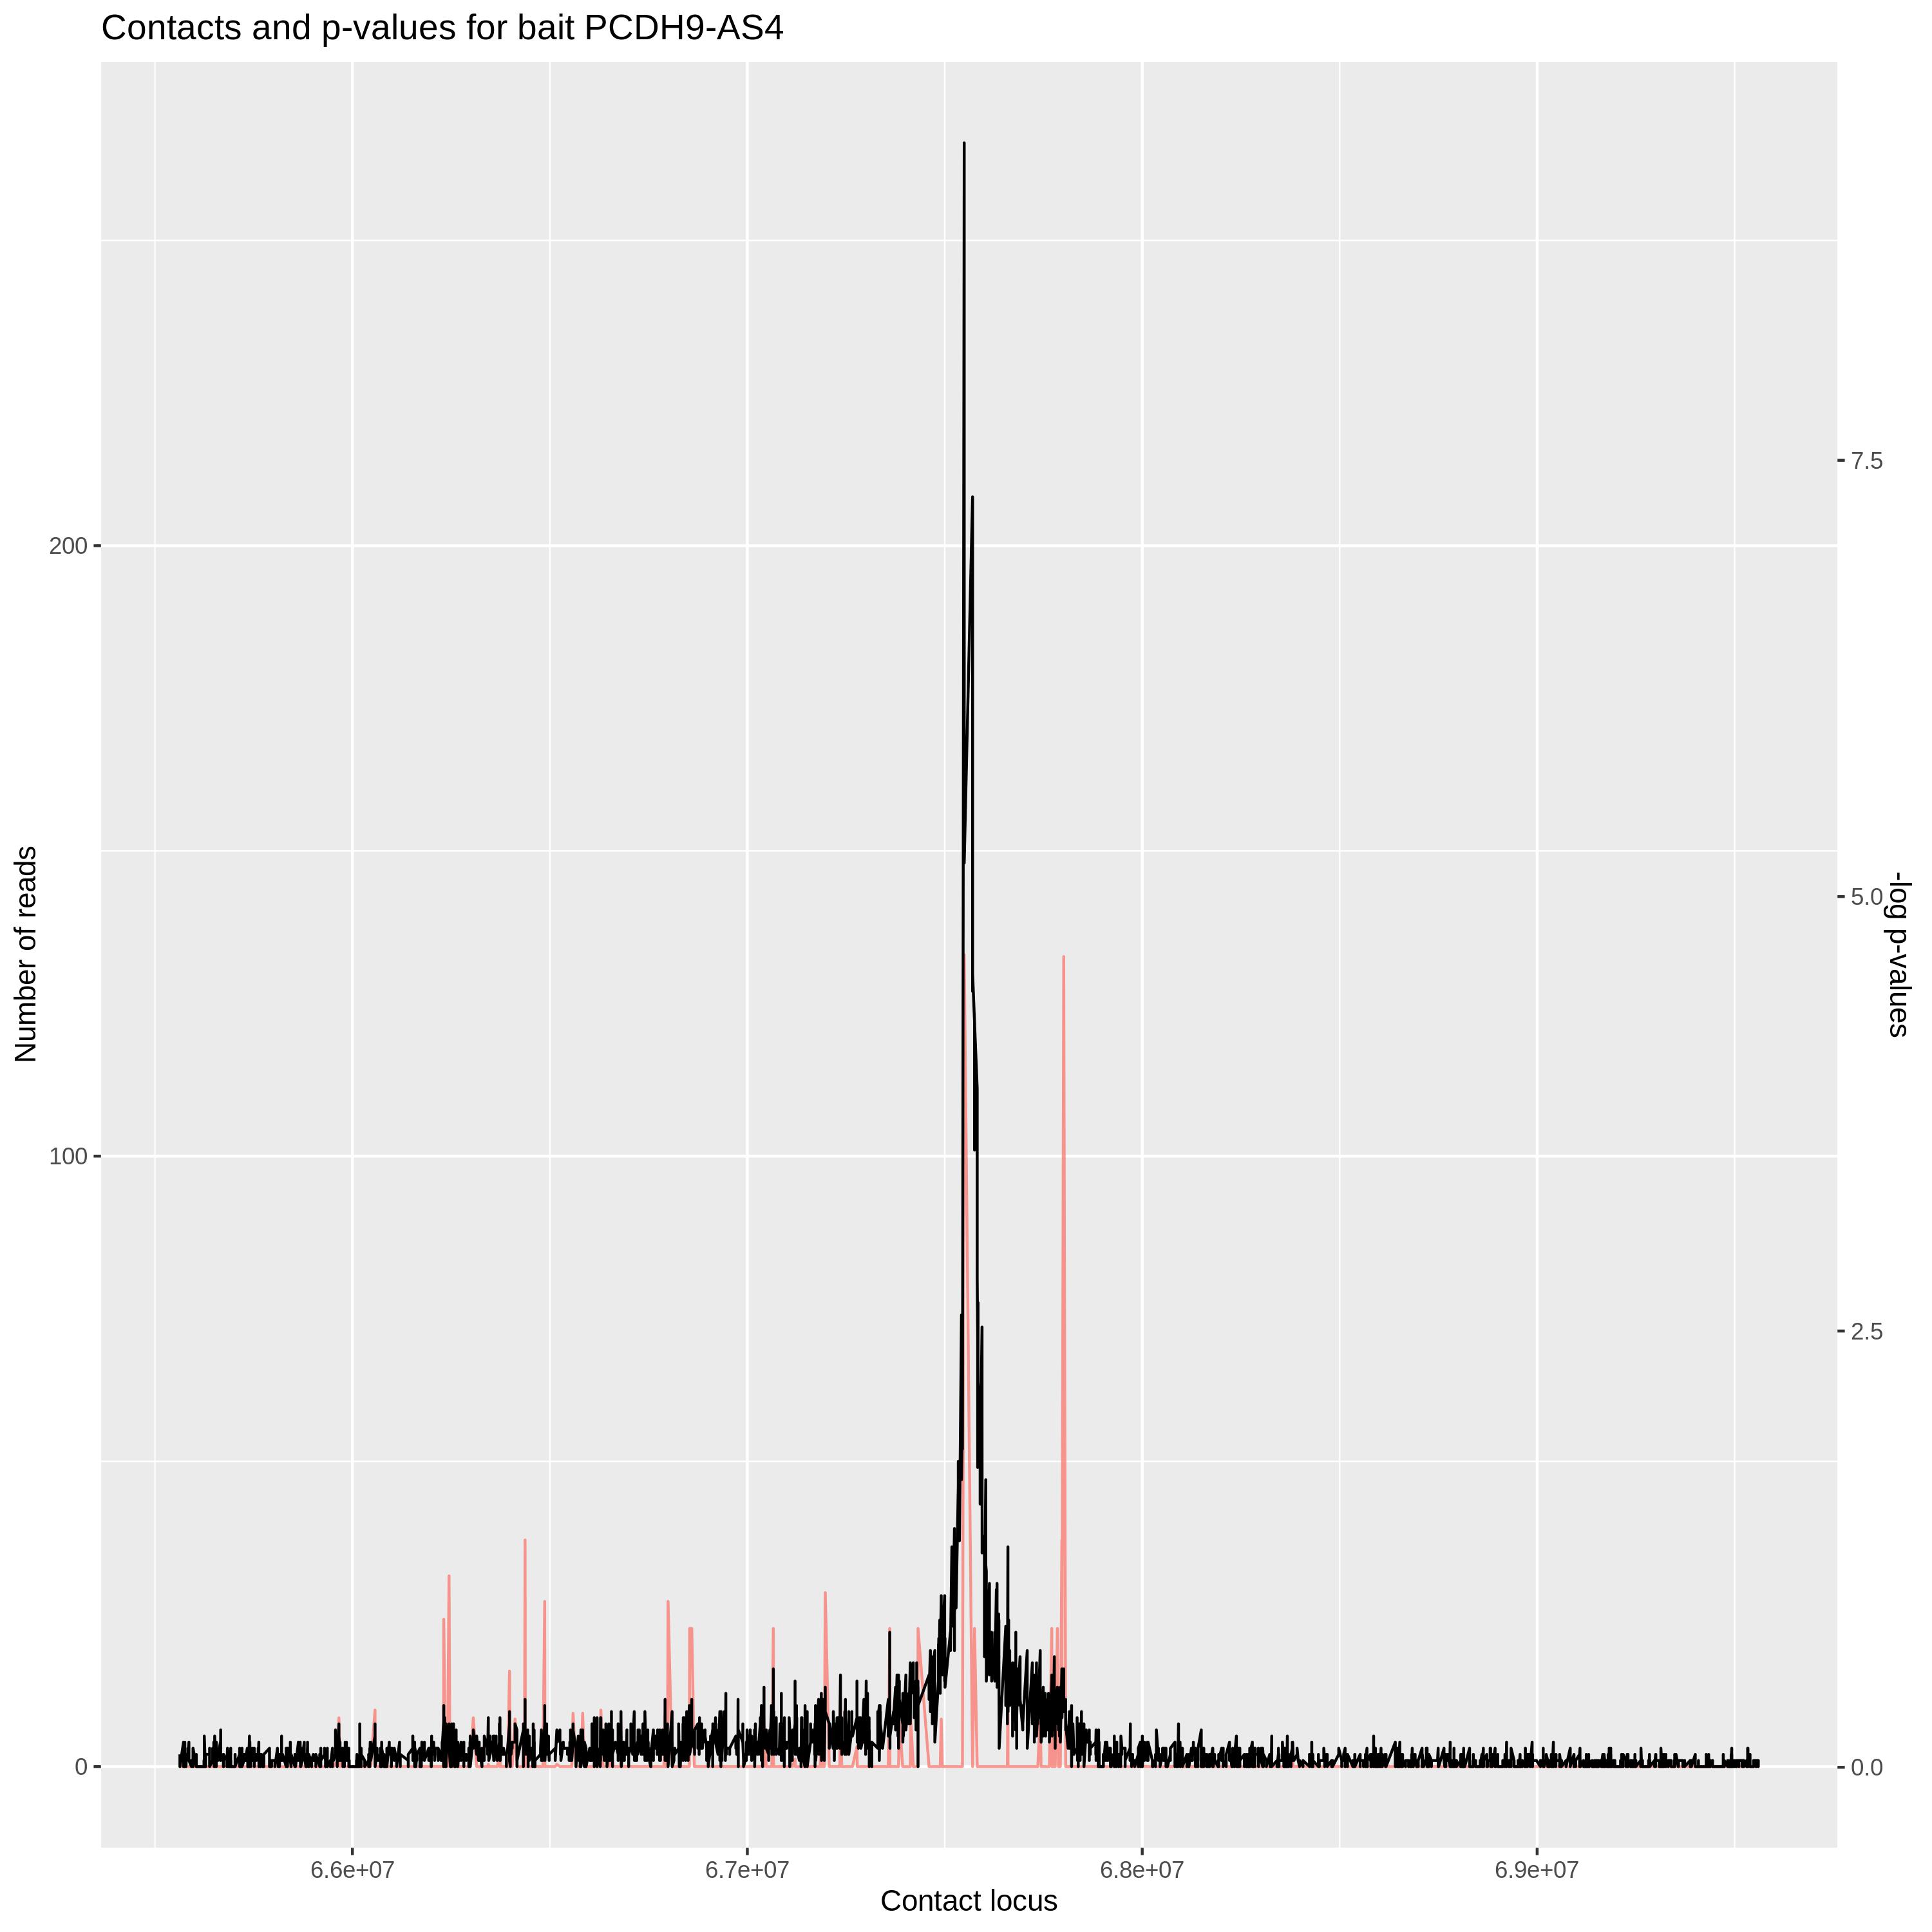 Contacts and p-values for bait PCDH9-AS4
Number of reads
200
100
0
7.5
5.0
2.5
0.0
-log p-values
6.6e+07
6.7e+07
6.8e+07
6.9e+07
Contact locus